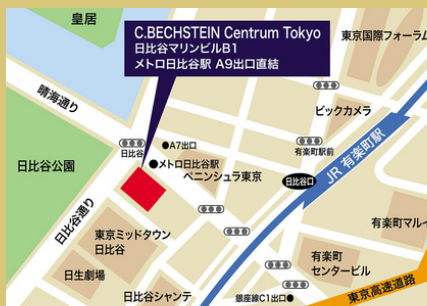 皇居
C.BECHSTEIN Centrum Tokyo
日比谷マリンビルB1
メトロ日比谷駅 A9出口直結
東京国際フォーラム
晴海通り
ビックカメラ
●A7出口
日比谷
有楽町駅前
JR 有楽町駅
●メトロ日比谷駅
日比谷公園
ペニンシュラ東京
日比谷口
日比谷通り
東京ミッドタウン
日比谷
有楽町マルイ
日生劇場
有楽町
センタービル
日比谷シャンテ
銀座線C1出口●
東京高速道路